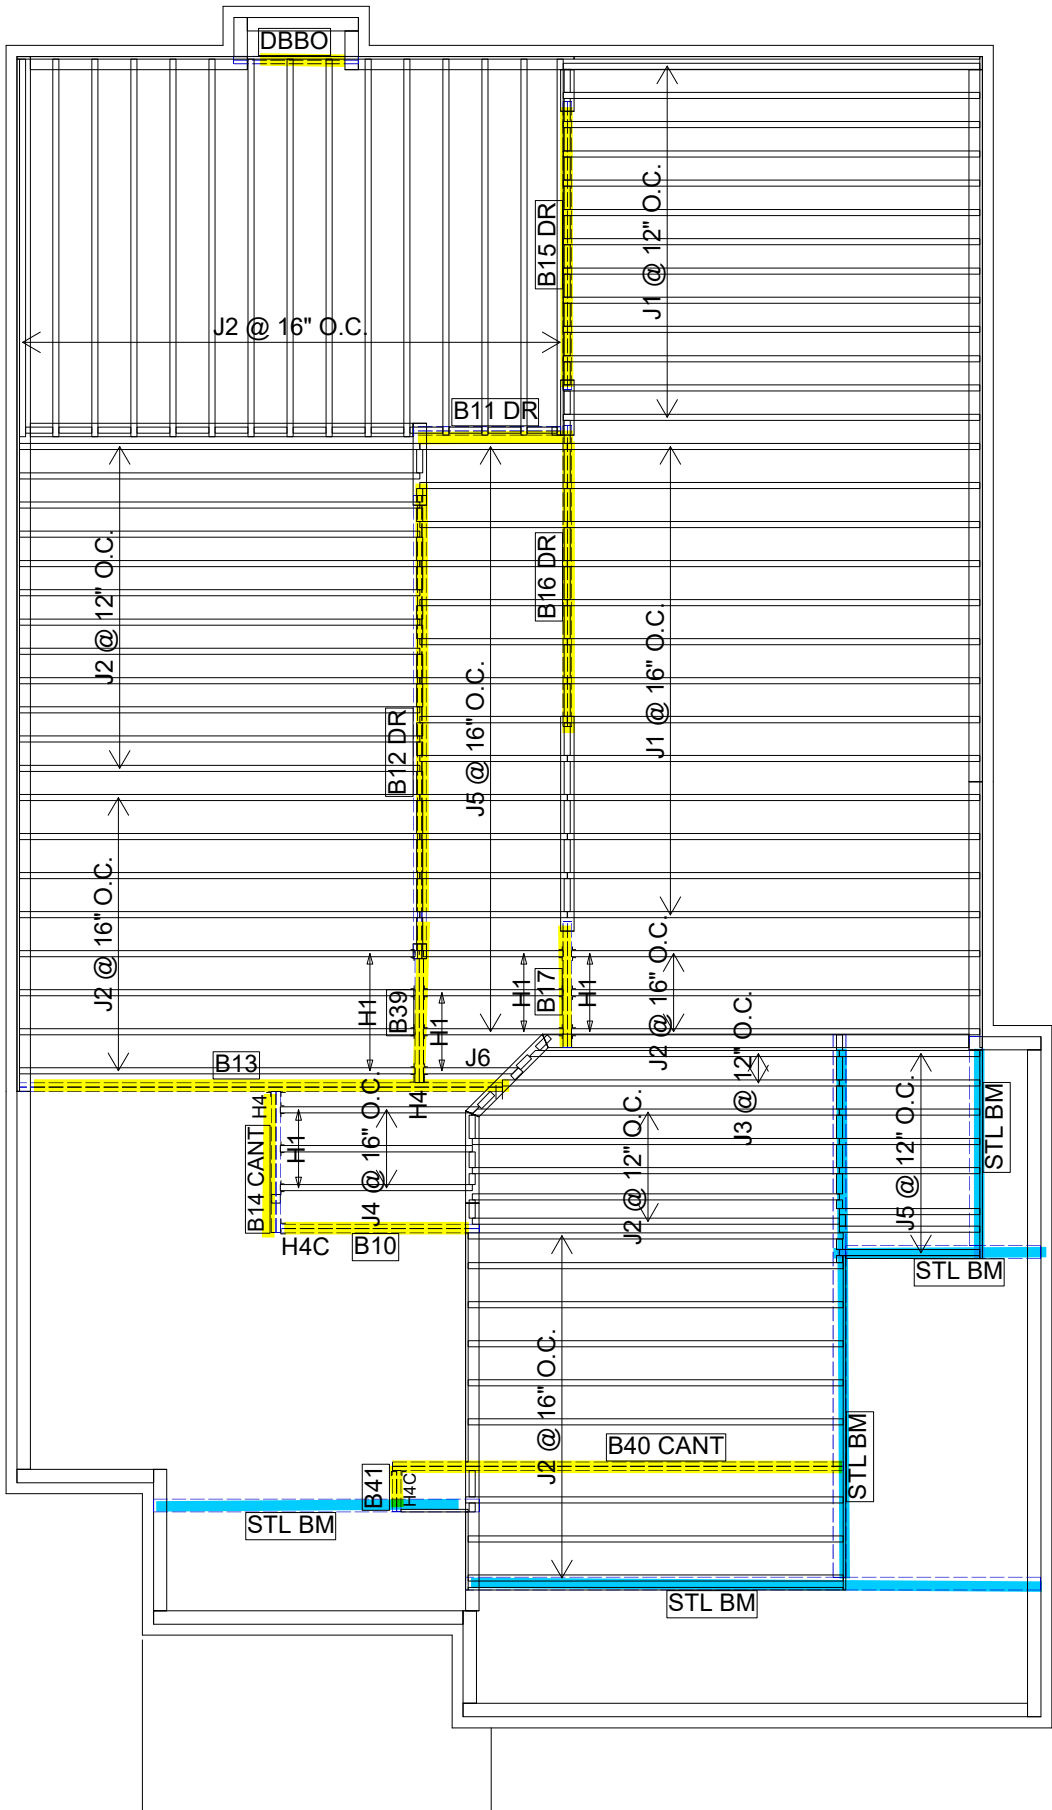 DBBO
B15 DR
J1 @ 12" O.C.
J2 @ 16" O.C.
B11 DR
J2 @ 12" O.C.
B16 DR
J1 @ 16" O.C.
J5 @ 16" O.C.
B12 DR
J2 @ 16" O.C.
J2 @ 16" O.C.
H1
B39
H1
H1
B17
H1
J3 @ 12" O.C.
B13
J6
H4
H4
B14 CANT
H1
J4 @ 16" O.C.
J2 @ 12" O.C.
J5 @ 12" O.C.
STL BM
H4C
B10
STL BM
J2 @ 16" O.C.
B40 CANT
STL BM
B41
H4C
STL BM
STL BM